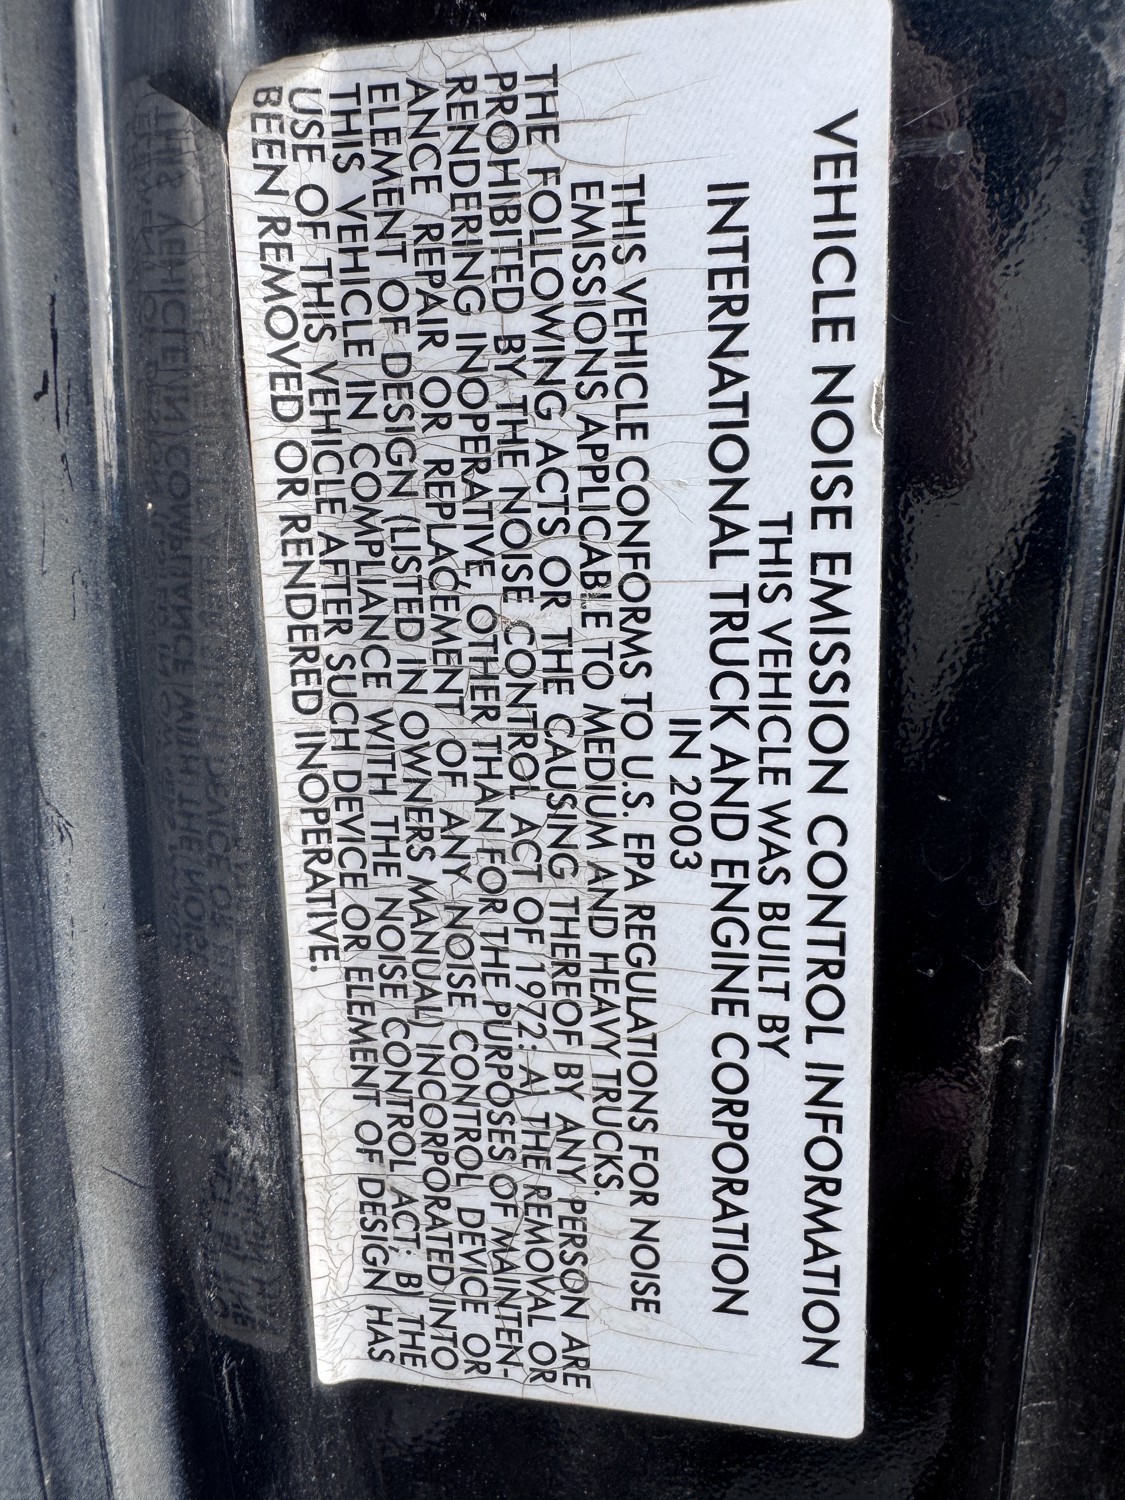 VEHICLE NOISE EMISSION CONTROL INFORMATION
THIS VEHICLE WAS BUILT BY
INTERNATIONAL TRUCK AND ENGINE CORPORATION
IN 2003
THIS VEHICLE CONFORMS TO U.S. EPA REGULATIONS FOR NOISE
EMISSIONS APPLICABLE TO MEDIUM AND HEAVY TRUCKS.
THE FOLLOWING ACTS OR THE CAUSING THEREOF BY ANY PERSON ARE
PROHIBITED BY THE NOISE CONTROL ACT OF 1972: A) THE REMOVAL OR
RENDERING INOPERATIVE, OTHER THAN FOR THE PURPOSES OF MAINTEN-
ANCE REPAIR OR REPLACEMENT OF ANY NOISE CONTROL DEVICE OR
ELEMENT OF DESIGN (LISTED IN OWNERS MANUAL) INCORPORATED INTO
THIS VEHICLE IN COMPLIANCE WITH THE NOISE CONTROL ACT; B) THE
USE OF THIS VEHICLE AFTER SUCH DEVICE OR ELEMENT OF DESIGN HAS
BEEN REMOVED OR RENDERED INOPERATIVE.